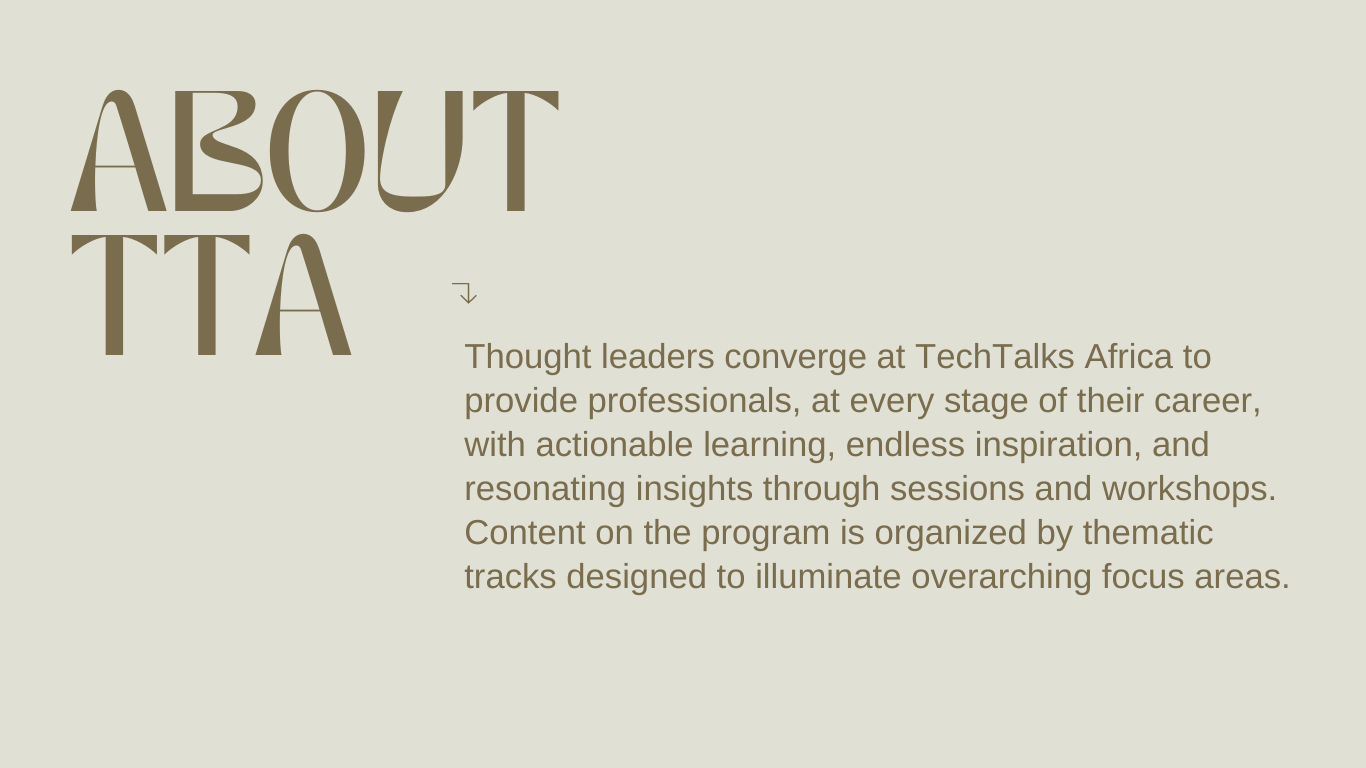 ABOUT
TTA
Thought leaders converge at TechTalks Africa to
provide professionals, at every stage of their career,
with actionable learning, endless inspiration, and
resonating insights through sessions and workshops.
Content on the program is organized by thematic
tracks designed to illuminate overarching focus areas.